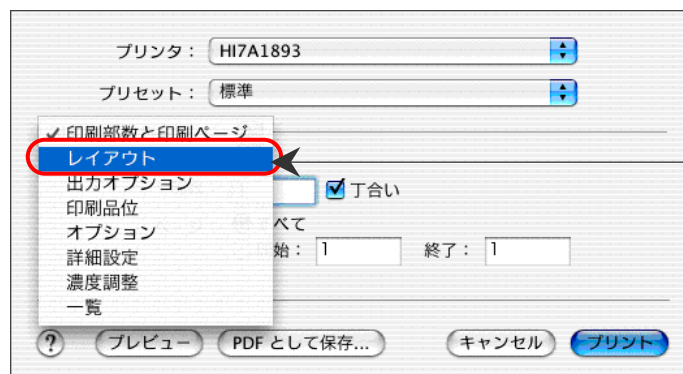 プリンタ： HI7A1893
プリセット： 標準
✓ 印刷部数と印刷ページ
レイアウト
出力オプション
丁合い
印刷品位
べて
オプション
始： 1 終了： 1
詳細設定
濃度調整
一覧
? プレビュー PDF として保存... キャンセル プリント